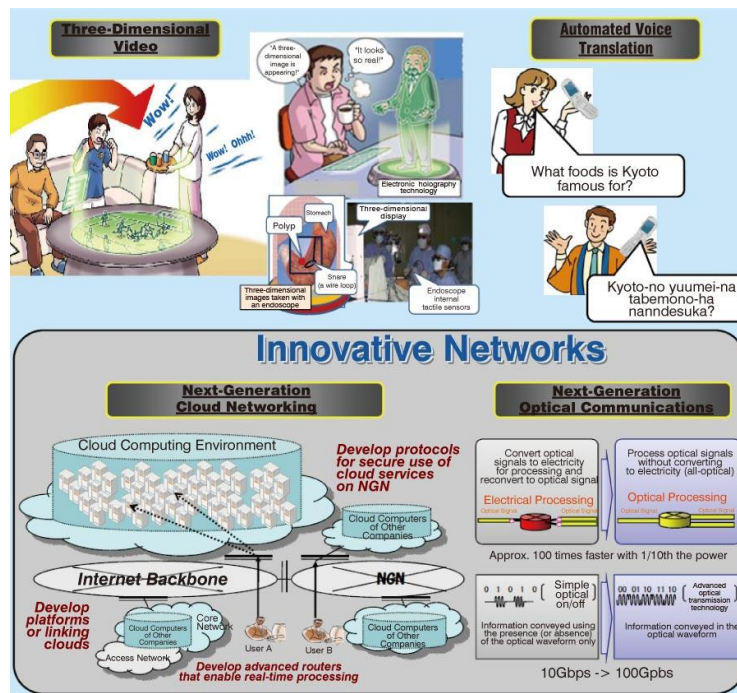 Three-Dimensional
Video
Wow!
Wow! Ohhh!
"A three-
dimensional
image is
appearing!"
"It looks
so real!"
Electronic holography
technology
Stomach
Polyp
Snare
(a wire loop)
Three-dimensional
images taken with
an endoscope
Three-dimensional
display
Endoscope
internal
tactile sensors
Automated Voice
Translation
What foods is Kyoto
famous for?
Kyoto-no yuumei-na
tabemono-ha
nanndesuka?
Innovative Networks
Next-Generation
Cloud Networking
Cloud Computing Environment
Develop protocols
for secure use of
cloud services
on NGN
Cloud Computers
of Other
Companies
Internet Backbone
NGN
Develop
platforms
or linking
clouds
Cloud Computers
of Other
Companies
Core
Network
Access Network
User A
User B
Cloud Computers
of Other
Companies
Develop advanced routers
that enable real-time processing
Next-Generation
Optical Communications
Convert optical
signals to electricity
for processing and
reconvert to optical signal
Electrical Processing
Optical Signal
Optical Signal
Process optical signals
without converting
to electricity (all-optical)
Optical Processing
Optical Signal
Optical Signal
Approx. 100 times faster with 1/10th the power
0 1 0 1 0
Simple
optical
on/off
Information conveyed using
the presence (or absence)
of the optical waveform only
00 01 10 11 10
Advanced
optical
transmission
technology
Information conveyed in the
optical waveform
10Gbps -> 100Gpbs